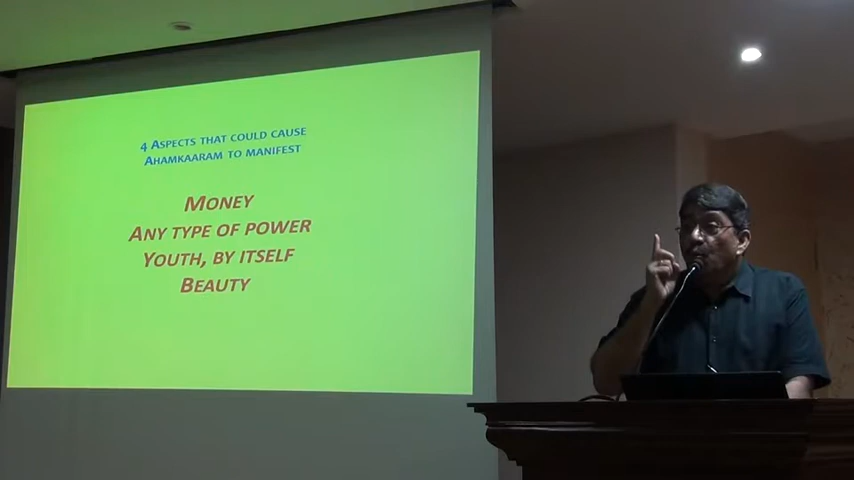 4 ASPECTS THAT COULD CAUSE
AHAMKAARAM TO MANIFEST
MONEY
ANY TYPE OF POWER
YOUTH, BY ITSELF
BEAUTY